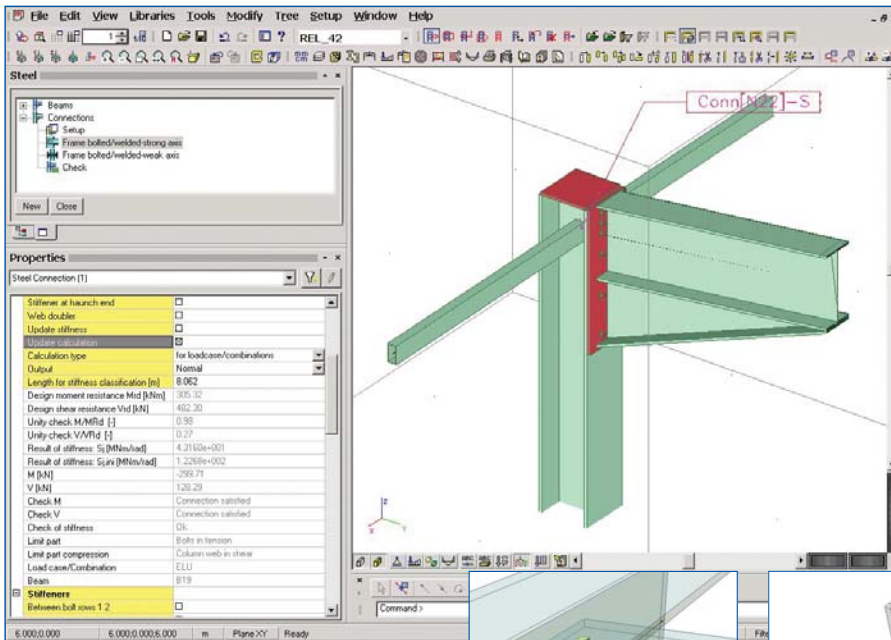 File Edit View Libraries Tools Modify Tree Setup Window Help
1 REL_42
Steel
Beams
Connections
Setup
Frame bolted/welded-strong axis
Frame bolted/welded-weak axis
Check
New Close
Properties
Steel Connection (1)
Stiffener at haunch end
Web doubler
Update stiffness
Update calculation
Calculation type for loadcase/combinations
Output Normal
Length for stiffness classification [m] 8.062
Design moment resistance Mrd [kNm] 305.32
Design shear resistance Vrd [kN] 482.30
Unity check M/MRd [-] 0.98
Unity check V/VRd [-] 0.27
Result of stiffness: Sj [MNm/rad] 4.3160e+001
Result of stiffness: Sj,ini [MNm/rad] 1.2268e+002
M [kN] -299.71
V [kN] 128.29
Check M Connection satisfied
Check V Connection satisfied
Check of stiffness Ok
Limit part Bolts in tension
Limit part compression Column web in shear
Load case/Combination ELU
Beam B19
Stiffeners
Between bolt rows 1 2
Conn[N22]-S
z
x
Y
Command >
6.000;0.000 6.000;0.000;6.000 m Plane XY Ready